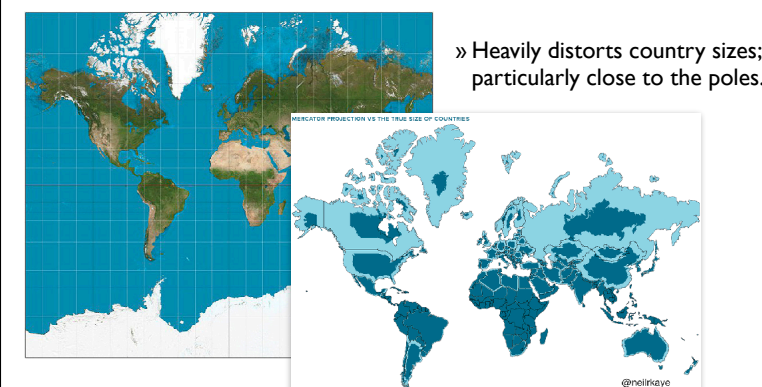 » Heavily distorts country sizes;
particularly close to the poles.
MERCATOR PROJECTION VS THE TRUE SIZE OF COUNTRIES
@neilrkaye